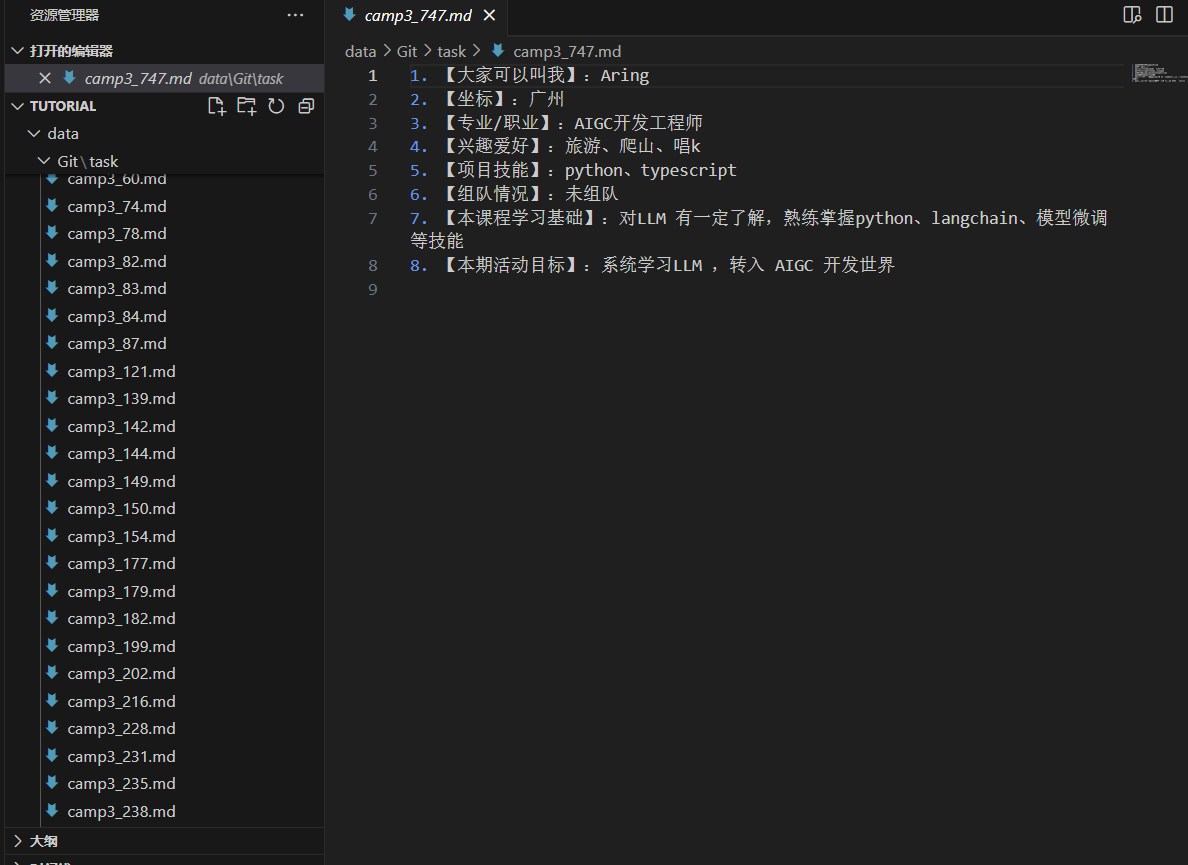 资源管理器
···
打开的编辑器
camp3_747.md data\Git\task
TUTORIAL
data
Git\task
camp3_60.md
camp3_74.md
camp3_78.md
camp3_82.md
camp3_83.md
camp3_84.md
camp3_87.md
camp3_121.md
camp3_139.md
camp3_142.md
camp3_144.md
camp3_149.md
camp3_150.md
camp3_154.md
camp3_177.md
camp3_179.md
camp3_182.md
camp3_199.md
camp3_202.md
camp3_216.md
camp3_228.md
camp3_231.md
camp3_235.md
camp3_238.md
大纲
camp3_747.md
data > Git > task > camp3_747.md
1 1. 【大家可以叫我】：Aring
2 2. 【坐标】：广州
3 3. 【专业/职业】：AIGC开发工程师
4 4. 【兴趣爱好】：旅游、爬山、唱k
5 5. 【项目技能】：python、typescript
6 6. 【组队情况】：未组队
7 7. 【本课程学习基础】：对LLM 有一定了解，熟练掌握python、langchain、模型微调
等技能
8 8. 【本期活动目标】：系统学习LLM ，转入 AIGC 开发世界
9